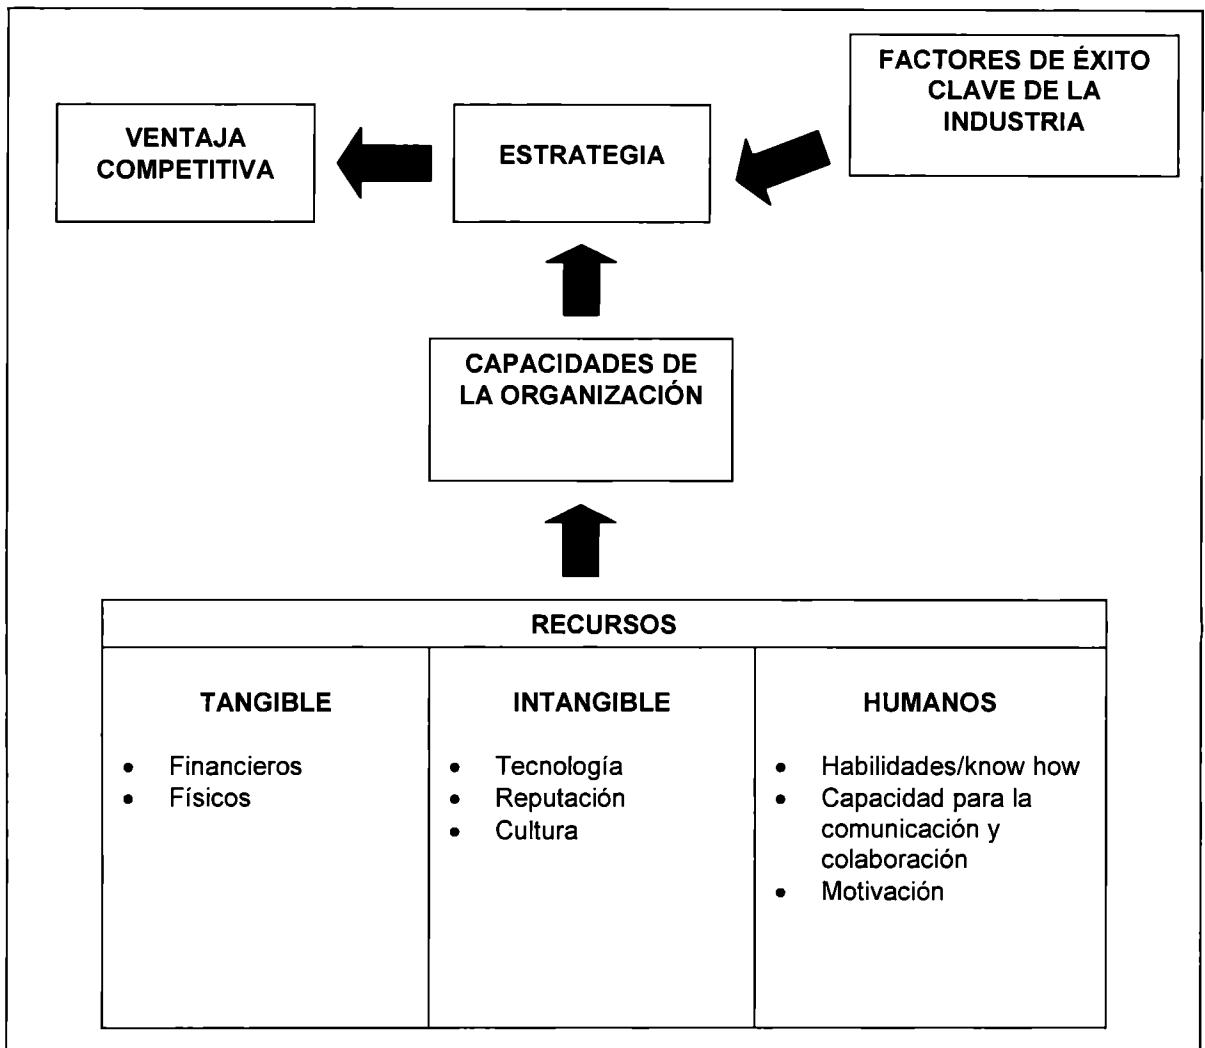 FACTORES DE ÉXITO
CLAVE DE LA
INDUSTRIA
VENTAJA
COMPETITIVA
ESTRATEGIA
CAPACIDADES DE
LA ORGANIZACIÓN
RECURSOS
TANGIBLE
• Financieros
• Físicos
INTANGIBLE
• Tecnología
• Reputación
• Cultura
HUMANOS
• Habilidades/know how
• Capacidad para la
comunicación y
colaboración
• Motivación